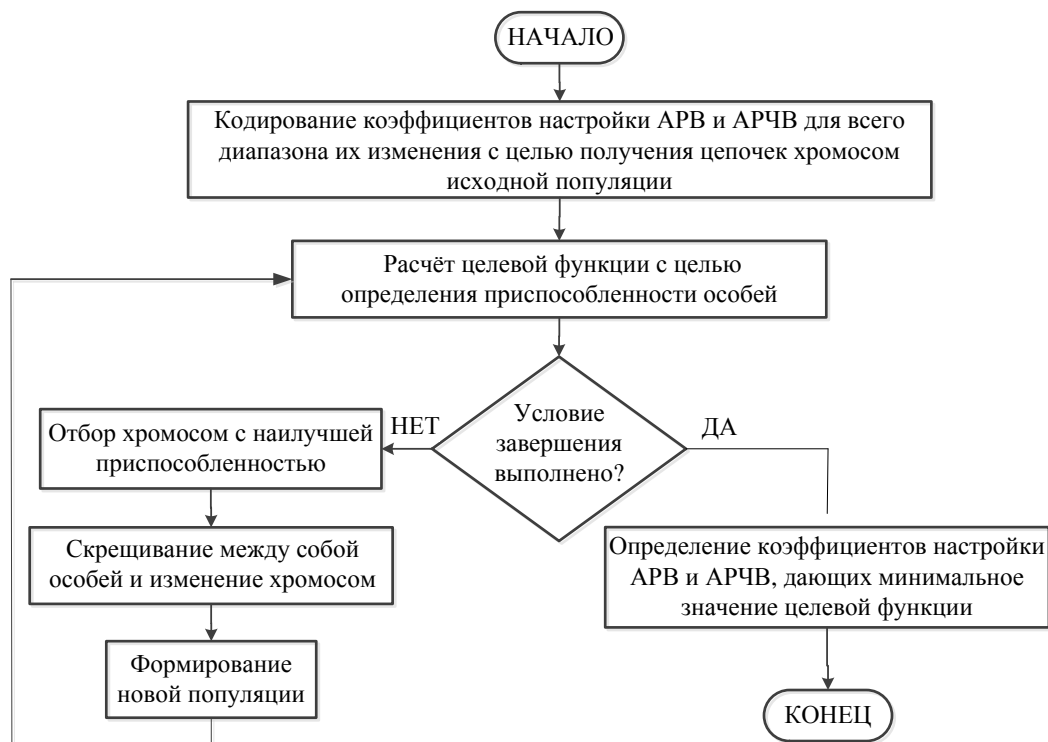 НАЧАЛО
Кодирование коэффициентов настройки АРВ и АРЧВ для всего
диапазона их изменения с целью получения цепочек хромосом
исходной популяции
Расчёт целевой функции с целью
определения приспособленности особей
Условие
завершения
выполнено?
НЕТ
ДА
Отбор хромосом с наилучшей
приспособленностью
Скрещивание между собой
особей и изменение хромосом
Формирование
новой популяции
Определение коэффициентов настройки
АРВ и АРЧВ, дающих минимальное
значение целевой функции
КОНЕЦ